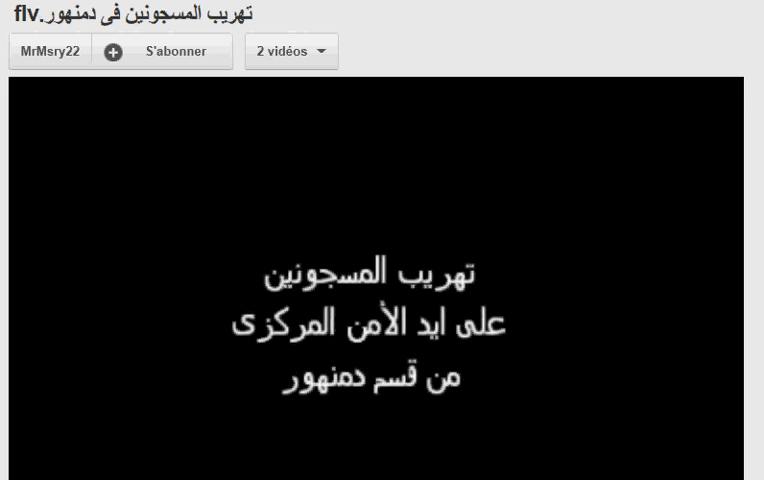 تهريب المسجونين فى دمنهور.flv
MrMsry22 S'abonner 2 vidéos
تهريب المسجونين
على ايد الأمن المركزى
من قسم دمنهور